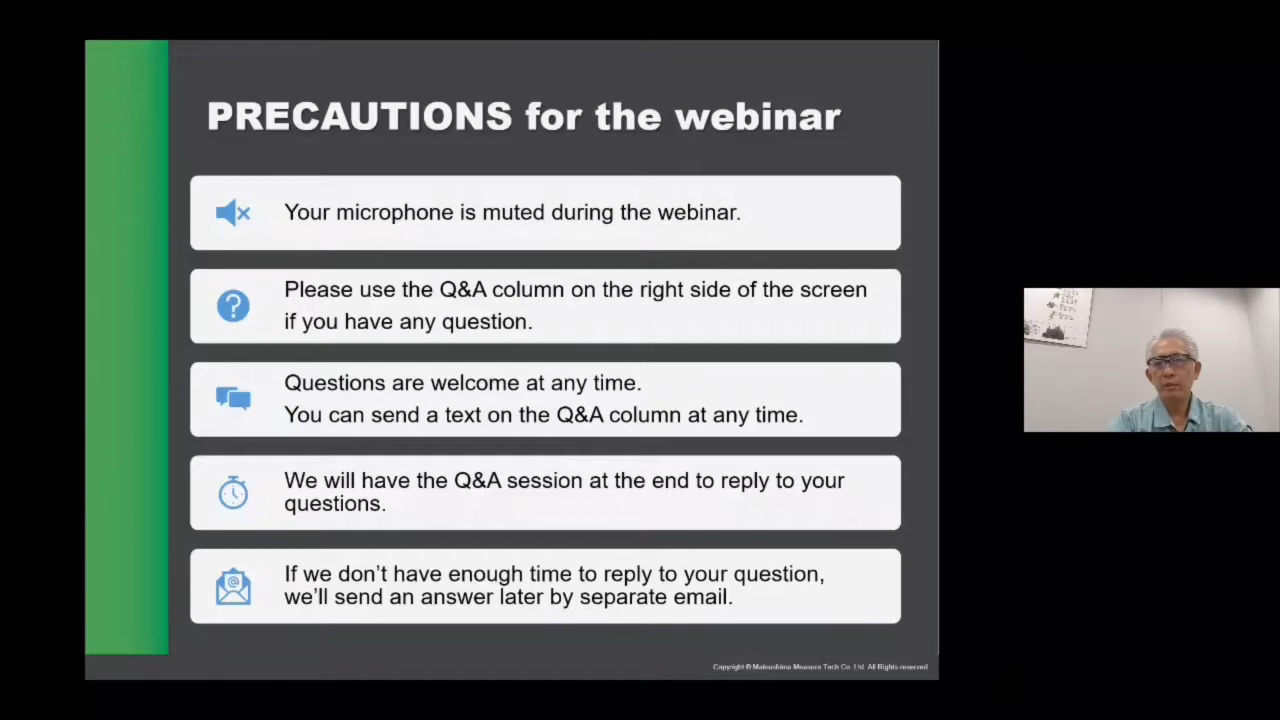 PRECAUTIONS for the webinar
Your microphone is muted during the webinar.
Please use the Q&A column on the right side of the screen
if you have any question.
Questions are welcome at any time.
You can send a text on the Q&A column at any time.
We will have the Q&A session at the end to reply to your
questions.
If we don't have enough time to reply to your question,
we'll send an answer later by separate email.
Copyright © Matsushima Measure Tech Co. Ltd. All Rights reserved